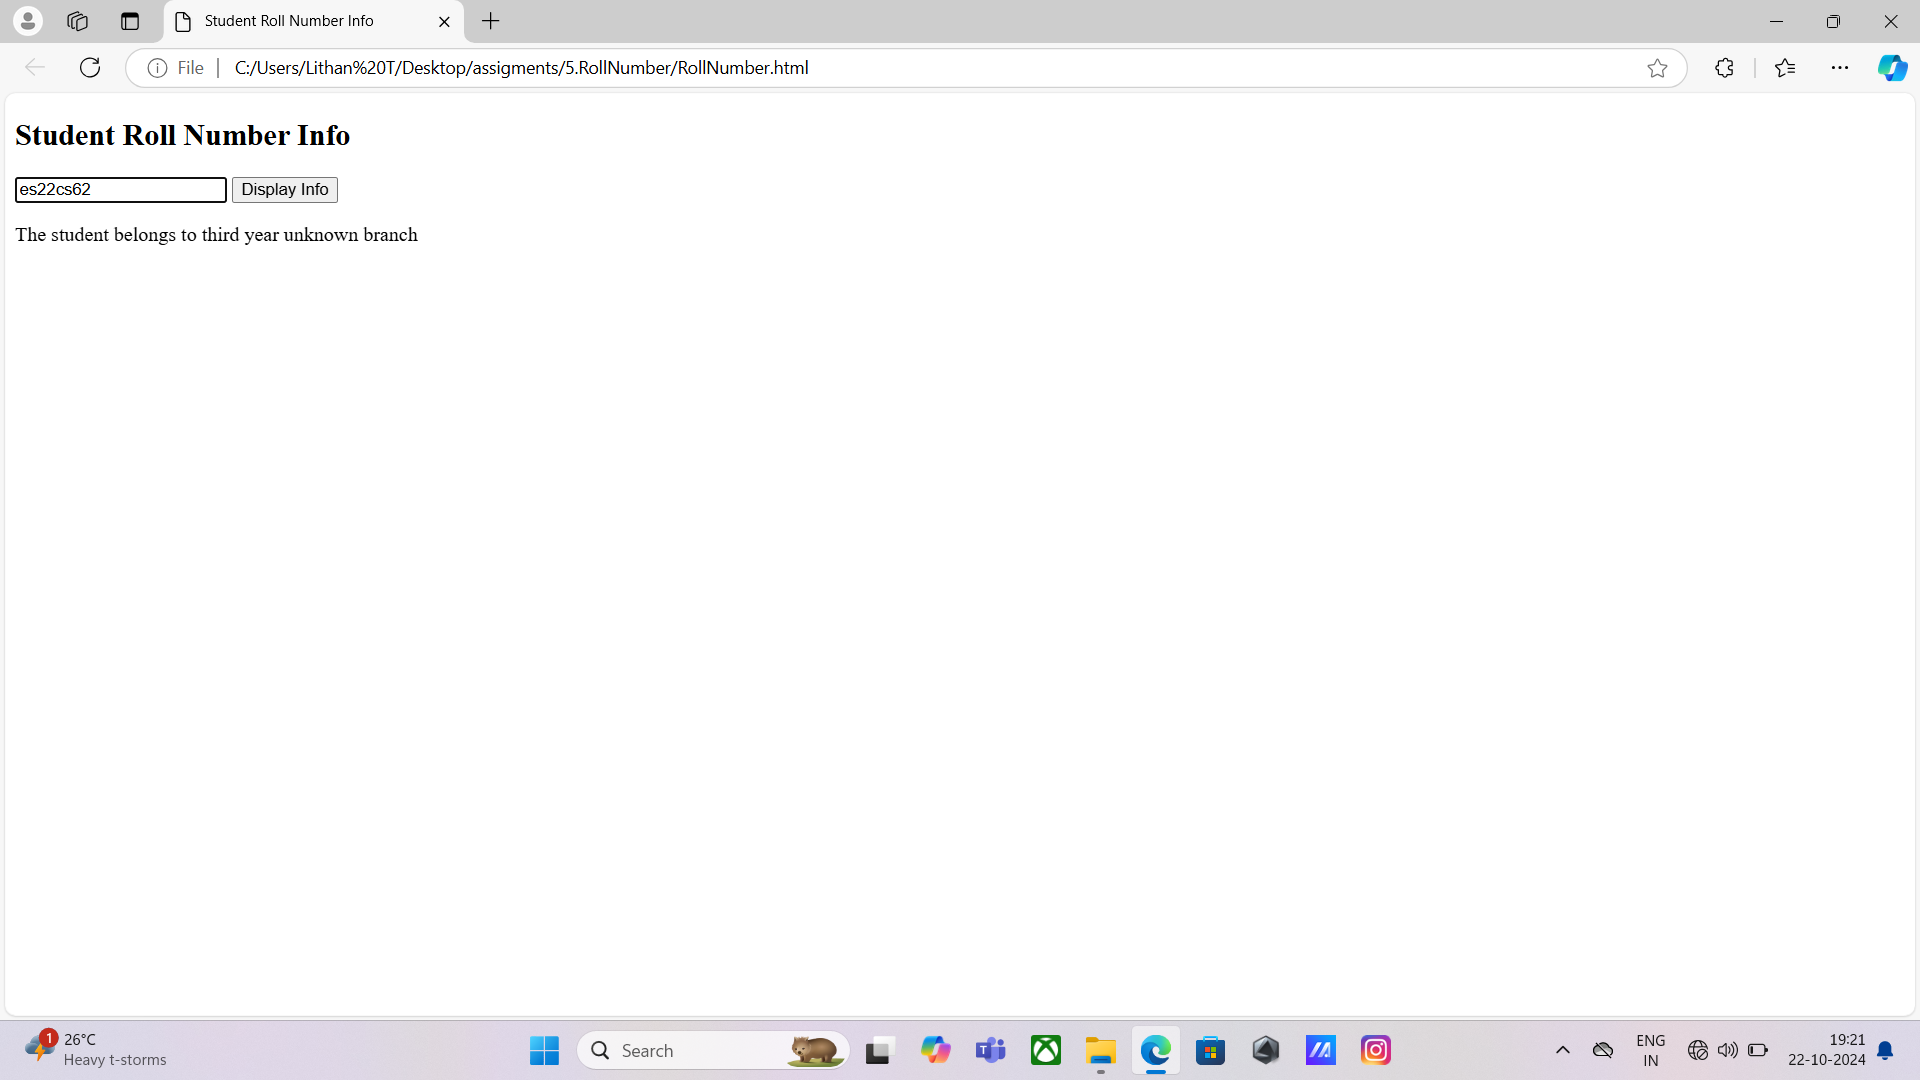 Student Roll Number Info
File
C:/Users/Lithan%20T/Desktop/assigments/5.RollNumber/RollNumber.html
Student Roll Number Info
es22cs62
Display Info
The student belongs to third year unknown branch
1
26°C
Heavy t-storms
Search
ENG
IN
19:21
22-10-2024